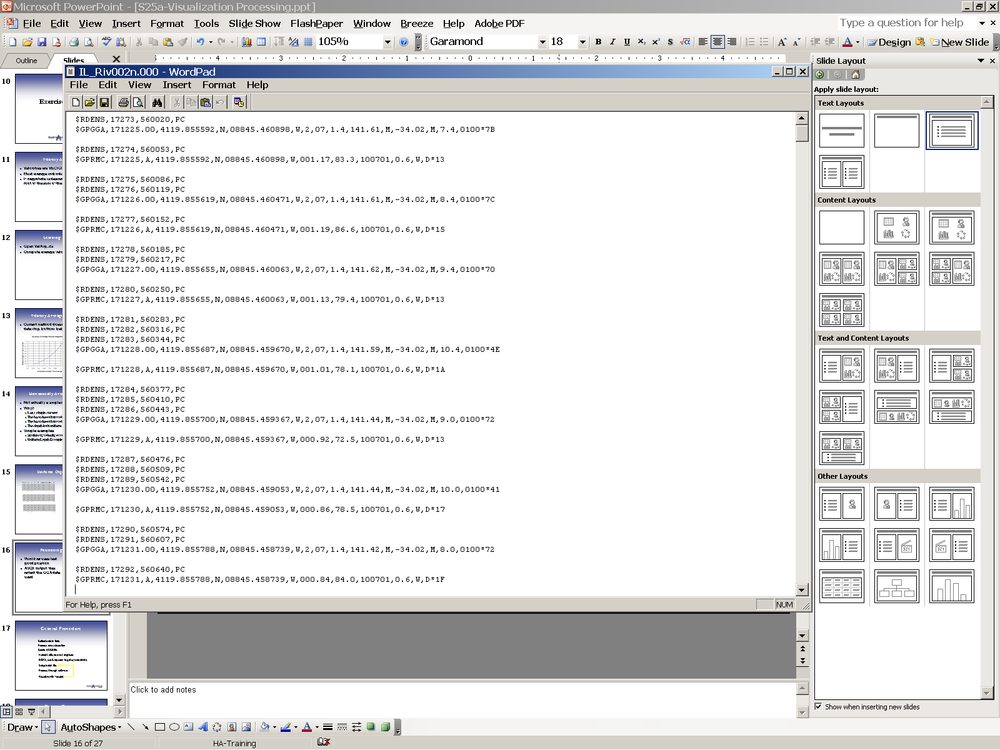 Microsoft PowerPoint - [S25a-Visualization Processing.ppt]
File Edit View Insert Format Tools Slide Show FlashPaper Window Breeze Help Adobe PDF
Type a question for help
105% Garamond 18 Design New Slide
Outline Slides
Slide Layout
IL_Riv002n.000 - WordPad
File Edit View Insert Format Help
$RDENS,17273,560020,PC
$GPGGA,171225.00,4119.855592,N,08845.460898,W,2,07,1.4,141.61,M,-34.02,M,7.4,0100*7B
$RDENS,17274,560053,PC
$GPRMC,171225,A,4119.855592,N,08845.460898,W,001.17,83.3,100701,0.6,W,D*13
$RDENS,17275,560086,PC
$RDENS,17276,560119,PC
$GPGGA,171226.00,4119.855619,N,08845.460471,W,2,07,1.4,141.61,M,-34.02,M,8.4,0100*7C
$RDENS,17277,560152,PC
$GPRMC,171226,A,4119.855619,N,08845.460471,W,001.19,86.6,100701,0.6,W,D*15
$RDENS,17278,560185,PC
$RDENS,17279,560217,PC
$GPGGA,171227.00,4119.855655,N,08845.460063,W,2,07,1.4,141.62,M,-34.02,M,9.4,0100*70
$RDENS,17280,560250,PC
$GPRMC,171227,A,4119.855655,N,08845.460063,W,001.13,79.4,100701,0.6,W,D*13
$RDENS,17281,560283,PC
$RDENS,17282,560316,PC
$RDENS,17283,560344,PC
$GPGGA,171228.00,4119.855687,N,08845.459670,W,2,07,1.4,141.59,M,-34.02,M,10.4,0100*4E
$GPRMC,171228,A,4119.855687,N,08845.459670,W,001.01,78.1,100701,0.6,W,D*1A
$RDENS,17284,560377,PC
$RDENS,17285,560410,PC
$RDENS,17286,560443,PC
$GPGGA,171229.00,4119.855700,N,08845.459367,W,2,07,1.4,141.44,M,-34.02,M,9.0,0100*72
$GPRMC,171229,A,4119.855700,N,08845.459367,W,000.92,72.5,100701,0.6,W,D*13
$RDENS,17287,560476,PC
$RDENS,17288,560509,PC
$RDENS,17289,560542,PC
$GPGGA,171230.00,4119.855752,N,08845.459053,W,2,07,1.4,141.44,M,-34.02,M,10.0,0100*41
$GPRMC,171230,A,4119.855752,N,08845.459053,W,000.86,78.5,100701,0.6,W,D*17
$RDENS,17290,560574,PC
$RDENS,17291,560607,PC
$GPGGA,171231.00,4119.855788,N,08845.458739,W,2,07,1.4,141.42,M,-34.02,M,8.0,0100*72
$RDENS,17292,560640,PC
$GPRMC,171231,A,4119.855788,N,08845.458739,W,000.84,84.0,100701,0.6,W,D*1F
For Help, press F1
NUM
Apply slide layout:
Text Layouts
Content Layouts
Text and Content Layouts
Other Layouts
Show when inserting new slides
10
11
12
13
14
15
16
17
General Procedure
Click to add notes
Draw AutoShapes
Slide 16 of 27 HA-Training